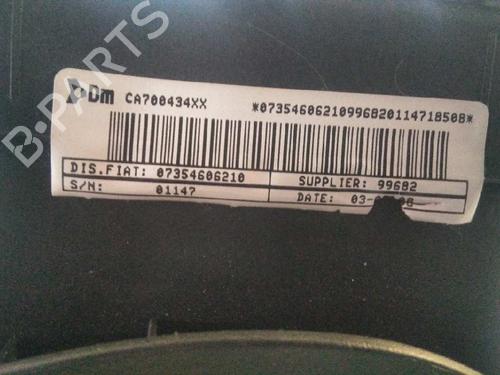 Dm CA700434XX *07354606210996820114718508*
DIS.FIAT: 07354606210 SUPPLIER: 99682
S/N: 01147 DATE: 03-
B-PARTS